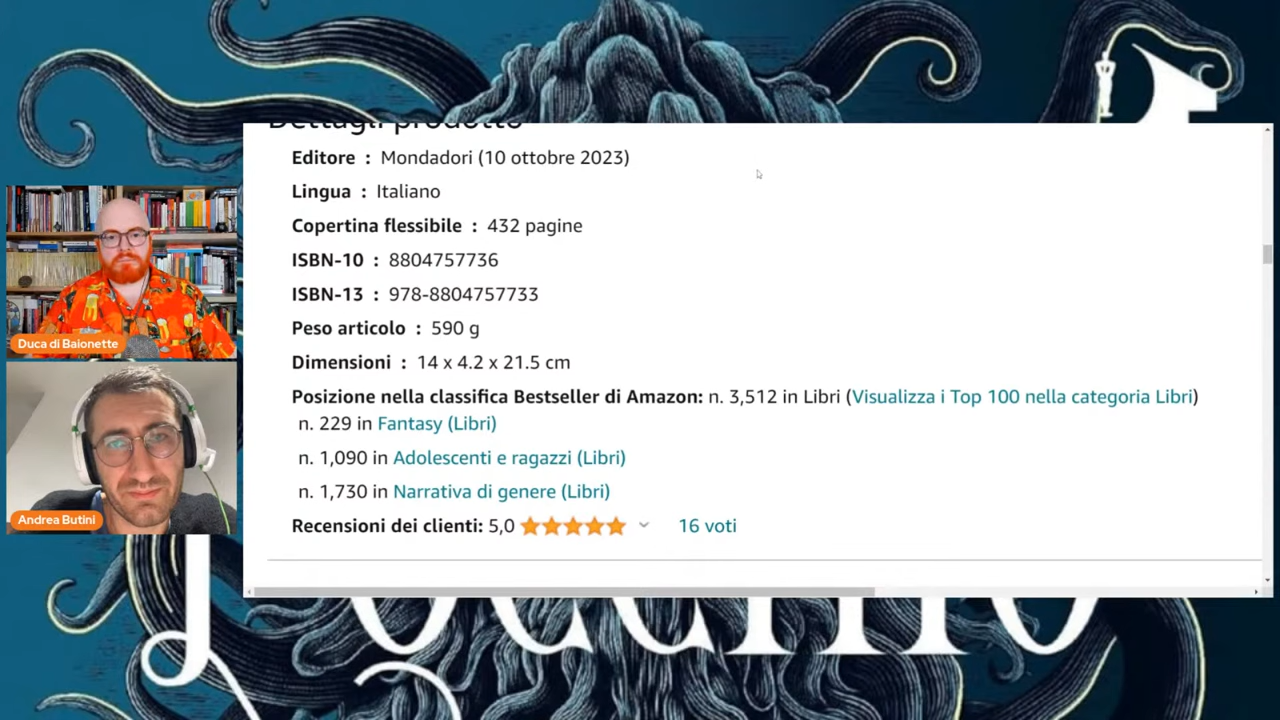 Dettagli prodotto
Editore : Mondadori (10 ottobre 2023)
Lingua : Italiano
Copertina flessibile : 432 pagine
ISBN-10 : 8804757736
ISBN-13 : 978-8804757733
Peso articolo : 590 g
Dimensioni : 14 x 4.2 x 21.5 cm
Posizione nella classifica Bestseller di Amazon: n. 3,512 in Libri (Visualizza i Top 100 nella categoria Libri)
n. 229 in Fantasy (Libri)
n. 1,090 in Adolescenti e ragazzi (Libri)
n. 1,730 in Narrativa di genere (Libri)
Recensioni dei clienti: 5,0 16 voti
Duca di Baionette
Andrea Butini